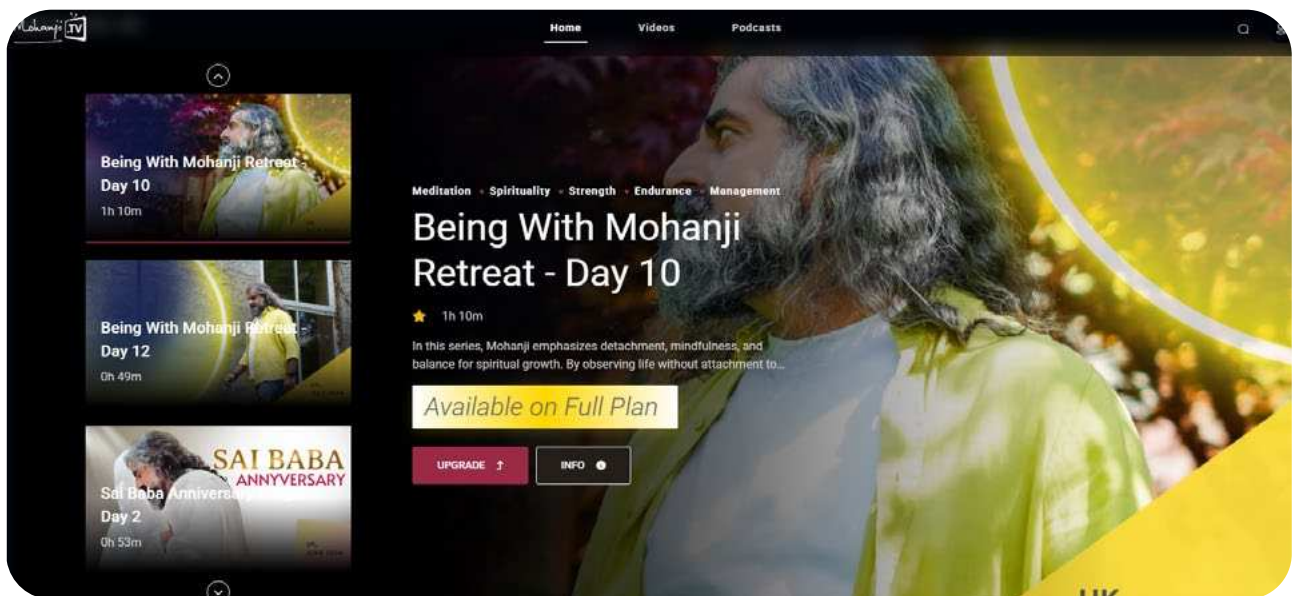 Mohanji TV
Home
Videos
Podcasts
Being With Mohanji Retreat -
Day 10
1h 10m
Being With Mohanji Retreat -
Day 12
0h 49m
SAI BABA
ANNYVERSARY
Sai Baba Anniversary
Day 2
0h 53m
Meditation • Spirituality • Strength • Endurance • Management
Being With Mohanji
Retreat - Day 10
1h 10m
In this series, Mohanji emphasizes detachment, mindfulness, and
balance for spiritual growth. By observing life without attachment to...
Available on Full Plan
UPGRADE
INFO
UK